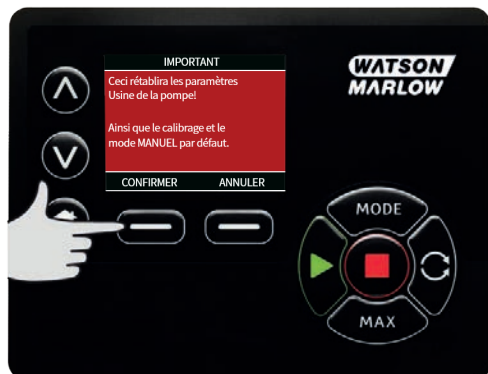 IMPORTANT
Ceci rétablira les paramètres
Usine de la pompe!
Ainsi que le calibrage et le
mode MANUEL par défaut.
CONFIRMER ANNULER
WATSON
MARLOW
MODE
MAX